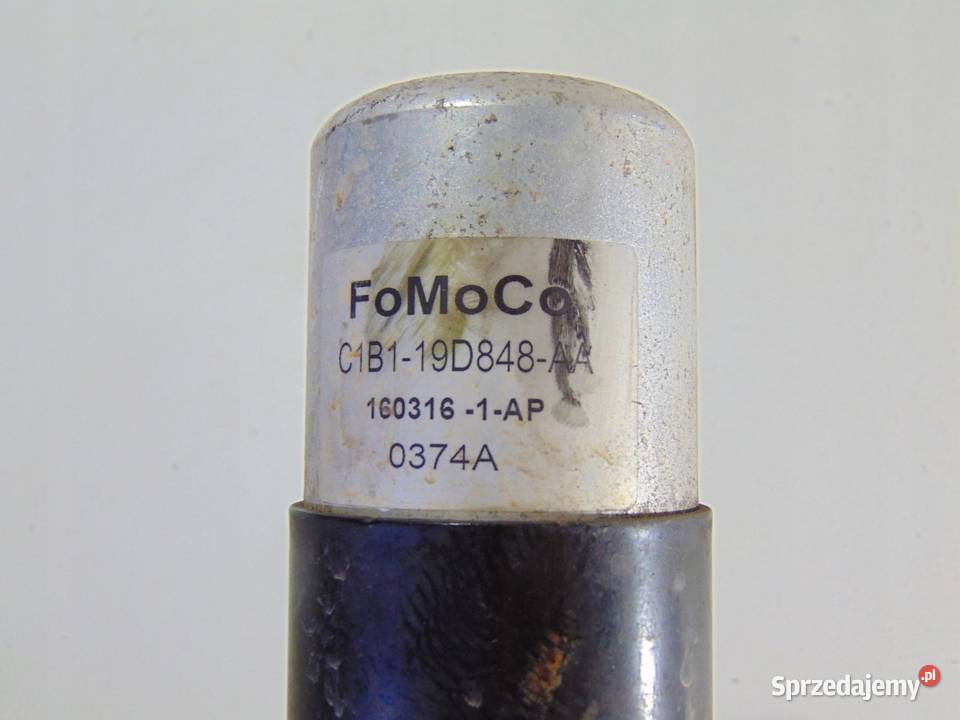 FoMoCo
C1B1-19D848-AA
160316 -1-AP
0374A
Sprzedajemy.pl